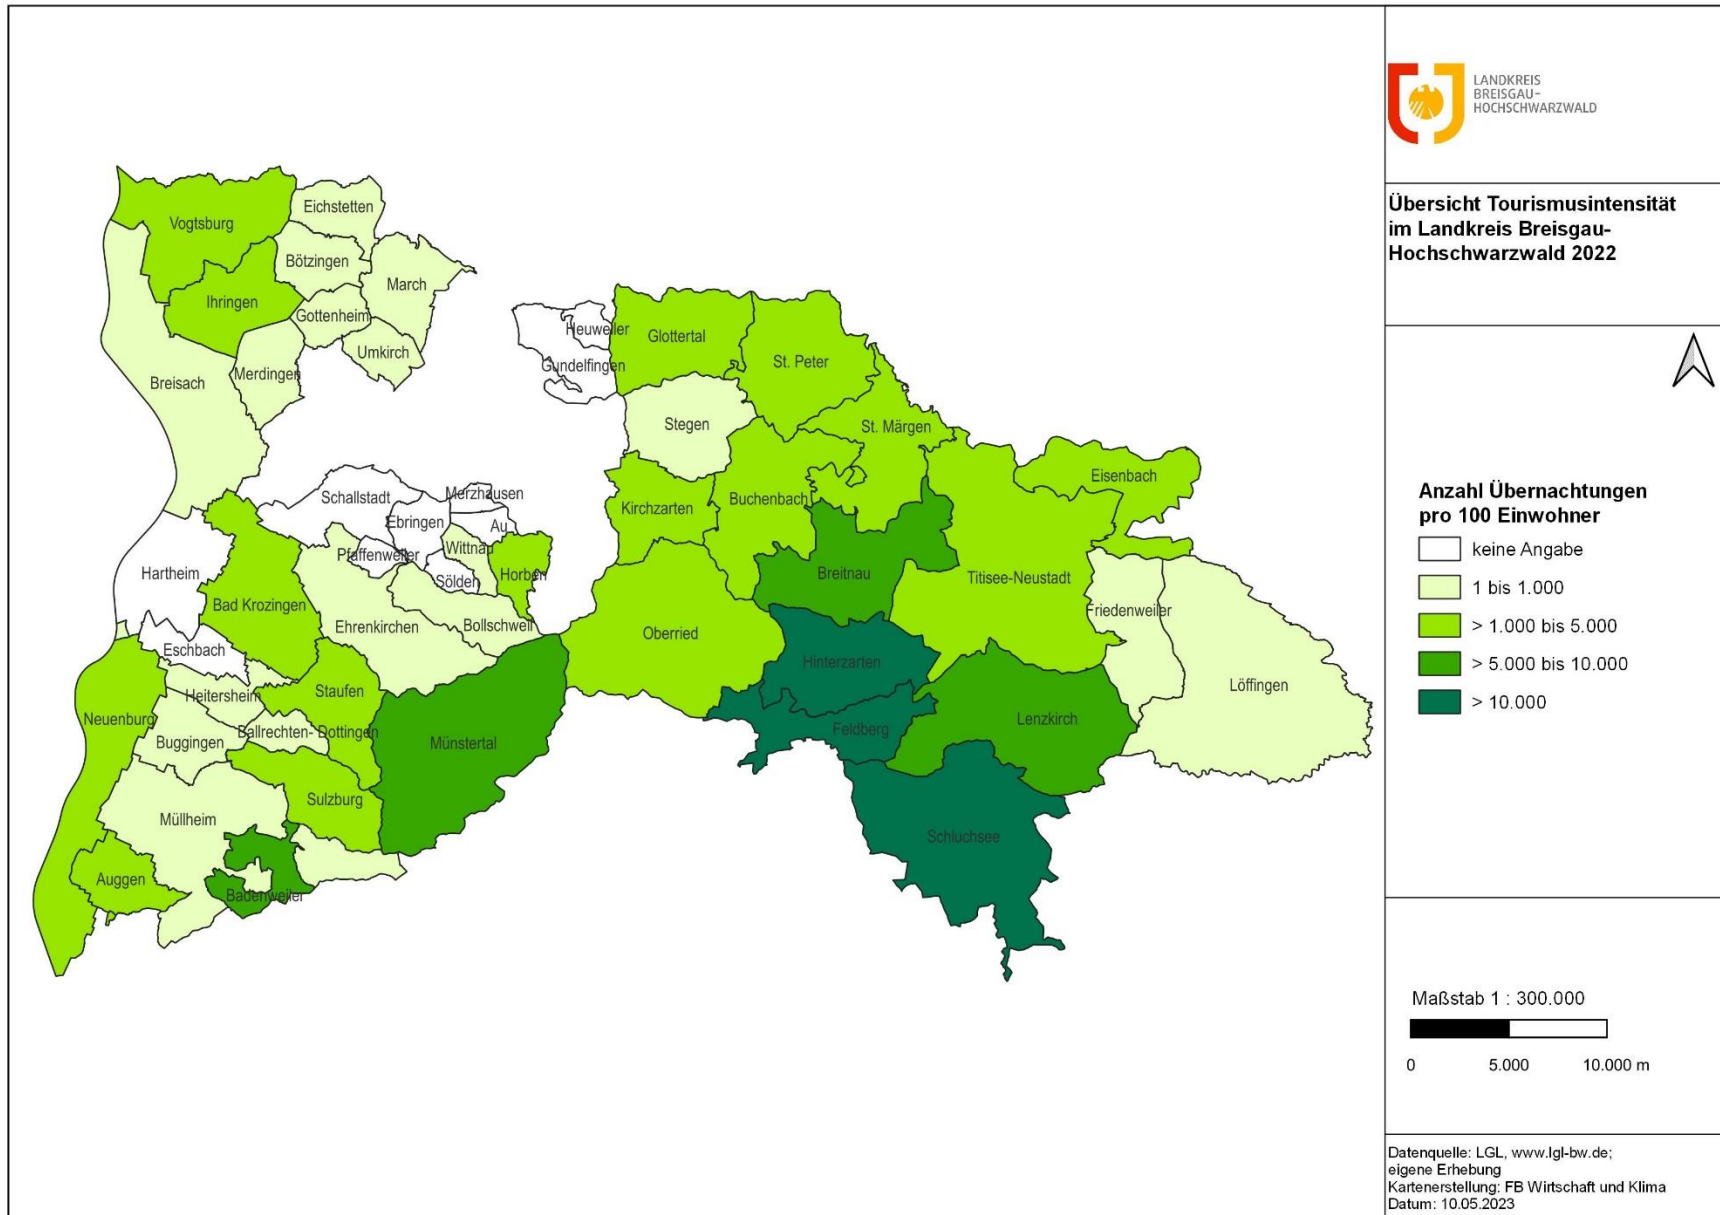 LANDKREIS
BREISGAU-
HOCHSCHWARZWALD
Übersicht Tourismusintensität
im Landkreis Breisgau-
Hochschwarzwald 2022
Anzahl Übernachtungen
pro 100 Einwohner
keine Angabe
1 bis 1.000
> 1.000 bis 5.000
> 5.000 bis 10.000
> 10.000
Maßstab 1 : 300.000
0 5.000 10.000 m
Datenquelle: LGL, www.lgl-bw.de;
eigene Erhebung
Kartenerstellung: FB Wirtschaft und Klima
Datum: 10.05.2023
Vogtsburg
Eichstetten
Bötzingen
March
Ihringen
Gottenheim
Umkirch
Merdingen
Breisach
Heuweiler
Gundelfingen
Glottertal
St. Peter
Stegen
St. Märgen
Eisenbach
Buchenbach
Kirchzarten
Schallstadt
Merzhausen
Ebringen
Au
Pfaffenweiler
Wittnau
Sölden
Horben
Hartheim
Bad Krozingen
Ehrenkirchen
Bollschweil
Oberried
Breitnau
Titisee-Neustadt
Friedenweiler
Löffingen
Hinterzarten
Feldberg
Lenzkirch
Schluchsee
Eschbach
Heitersheim
Staufen
Neuenburg
Buggingen
Ballrechten- Dottingen
Münstertal
Sulzburg
Müllheim
Auggen
Badenweiler